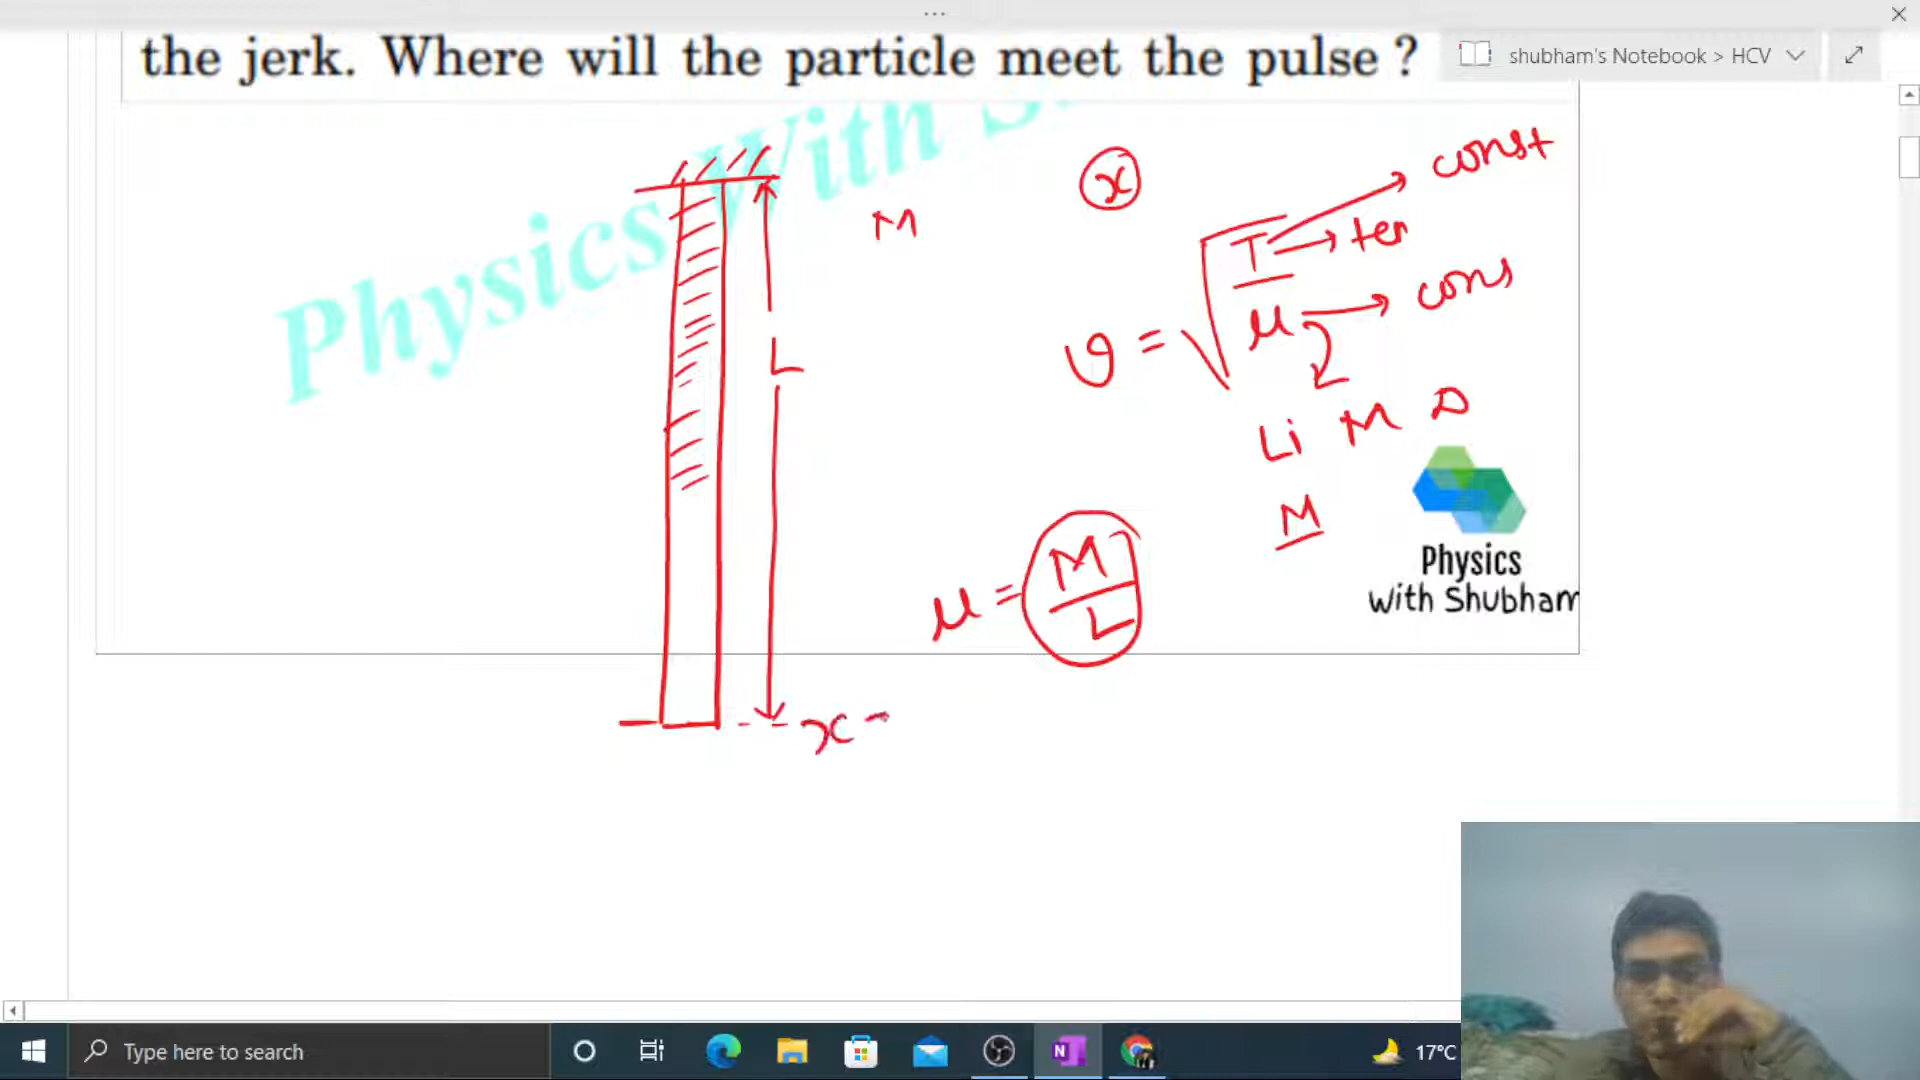 the jerk. Where will the particle meet the pulse ?
shubham's Notebook > HCV
Physics With S
x
const
M
T
ten
v = √
μ
cons
L
Li M D
M
μ = M/L
Physics
with Shubham
x =
Type here to search
17°C